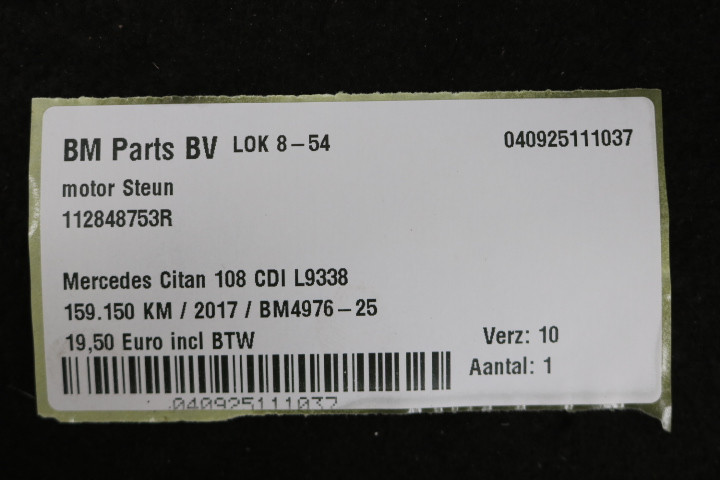 BM Parts BV LOK 8-54 040925111037
motor Steun
112848753R
Mercedes Citan 108 CDI L9338
159.150 KM / 2017 / BM4976-25
19,50 Euro incl BTW Verz: 10
Aantal: 1
040925111037